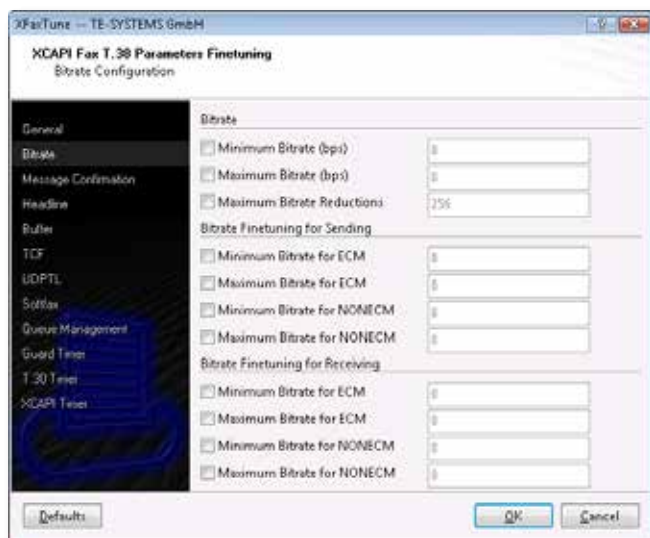 XFaxTune -- TE-SYSTEMS GmbH
XCAPI Fax T.38 Parameters Finetuning
Bitrate Configuration
General
Bitrate
Message Confirmation
Headline
Buffer
TCF
UDPTL
Softfax
Queue Management
Guard Timer
T.30 Timer
XCAPI Timer
Bitrate
Minimum Bitrate (bps) 0
Maximum Bitrate (bps) 0
Maximum Bitrate Reductions 256
Bitrate Finetuning for Sending
Minimum Bitrate for ECM 0
Maximum Bitrate for ECM 0
Minimum Bitrate for NONECM 0
Maximum Bitrate for NONECM 0
Bitrate Finetuning for Receiving
Minimum Bitrate for ECM 0
Maximum Bitrate for ECM 0
Minimum Bitrate for NONECM 0
Maximum Bitrate for NONECM 0
Defaults
OK
Cancel